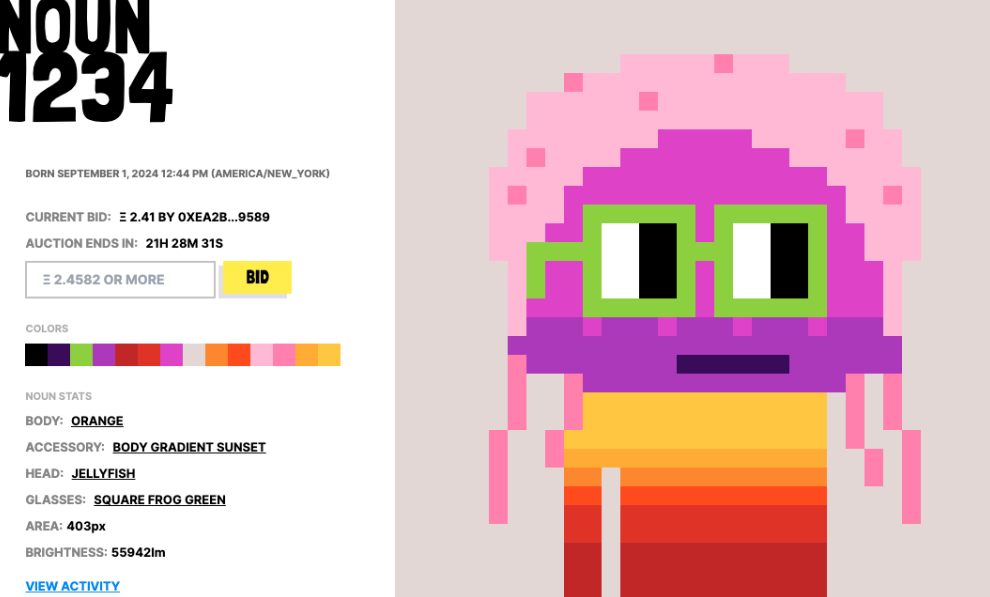 NOUN
1234
BORN SEPTEMBER 1, 2024 12:44 PM (AMERICA/NEW_YORK)
CURRENT BID: Ξ 2.41 BY 0XEA2B...9589
AUCTION ENDS IN: 21H 28M 31S
Ξ 2.4582 OR MORE BID
COLORS
NOUN STATS
BODY: ORANGE
ACCESSORY: BODY GRADIENT SUNSET
HEAD: JELLYFISH
GLASSES: SQUARE FROG GREEN
AREA: 403px
BRIGHTNESS: 55942lm
VIEW ACTIVITY